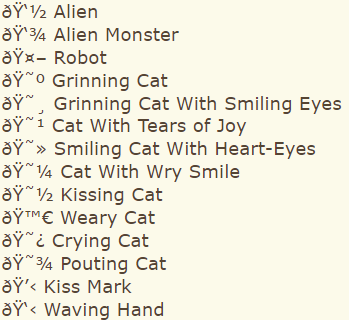 ðŸ‘½ Alien
ðŸ‘¾ Alien Monster
ðŸ¤– Robot
ðŸ˜º Grinning Cat
ðŸ˜¸ Grinning Cat With Smiling Eyes
ðŸ˜¹ Cat With Tears of Joy
ðŸ˜» Smiling Cat With Heart-Eyes
ðŸ˜¼ Cat With Wry Smile
ðŸ˜½ Kissing Cat
ðŸ™€ Weary Cat
ðŸ˜¿ Crying Cat
ðŸ˜¾ Pouting Cat
ðŸ’‹ Kiss Mark
ðŸ‘‹ Waving Hand